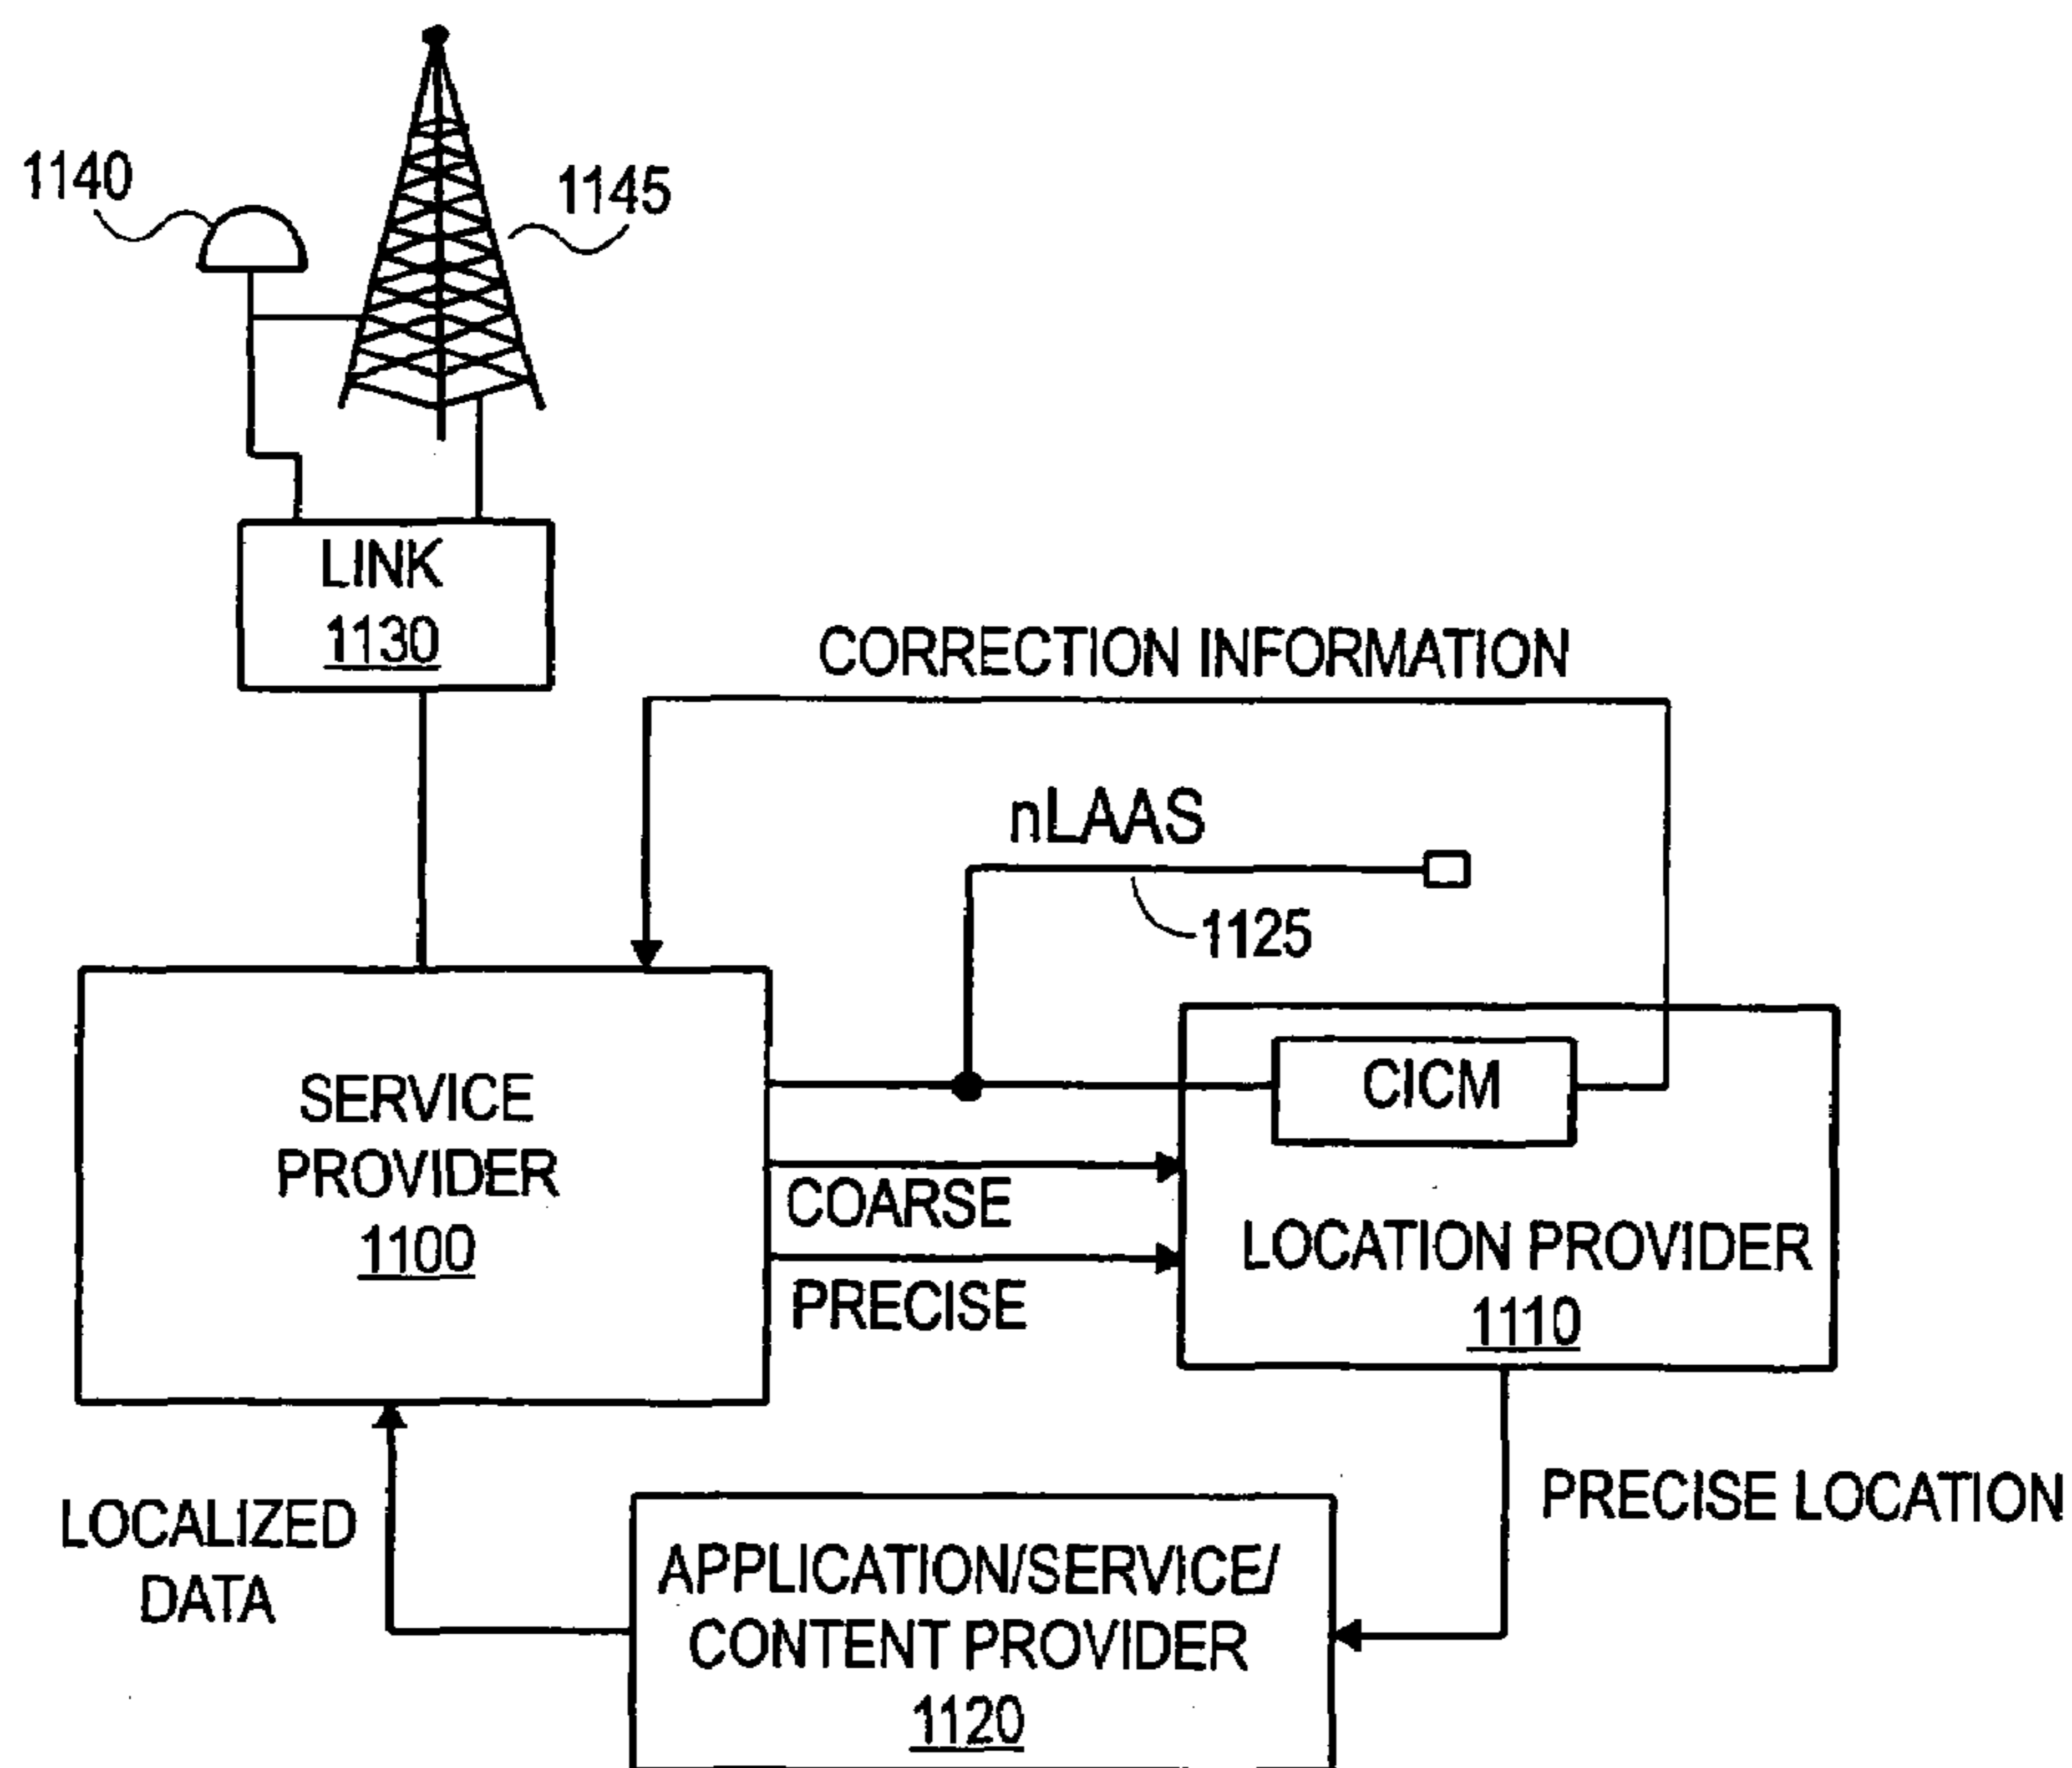 1140
1145
LINK
1130
CORRECTION INFORMATION
nLAAS
1125
SERVICE
PROVIDER
1100
CICM
COARSE
PRECISE
LOCATION PROVIDER
1110
LOCALIZED
DATA
PRECISE LOCATION
APPLICATION/SERVICE/
CONTENT PROVIDER
1120